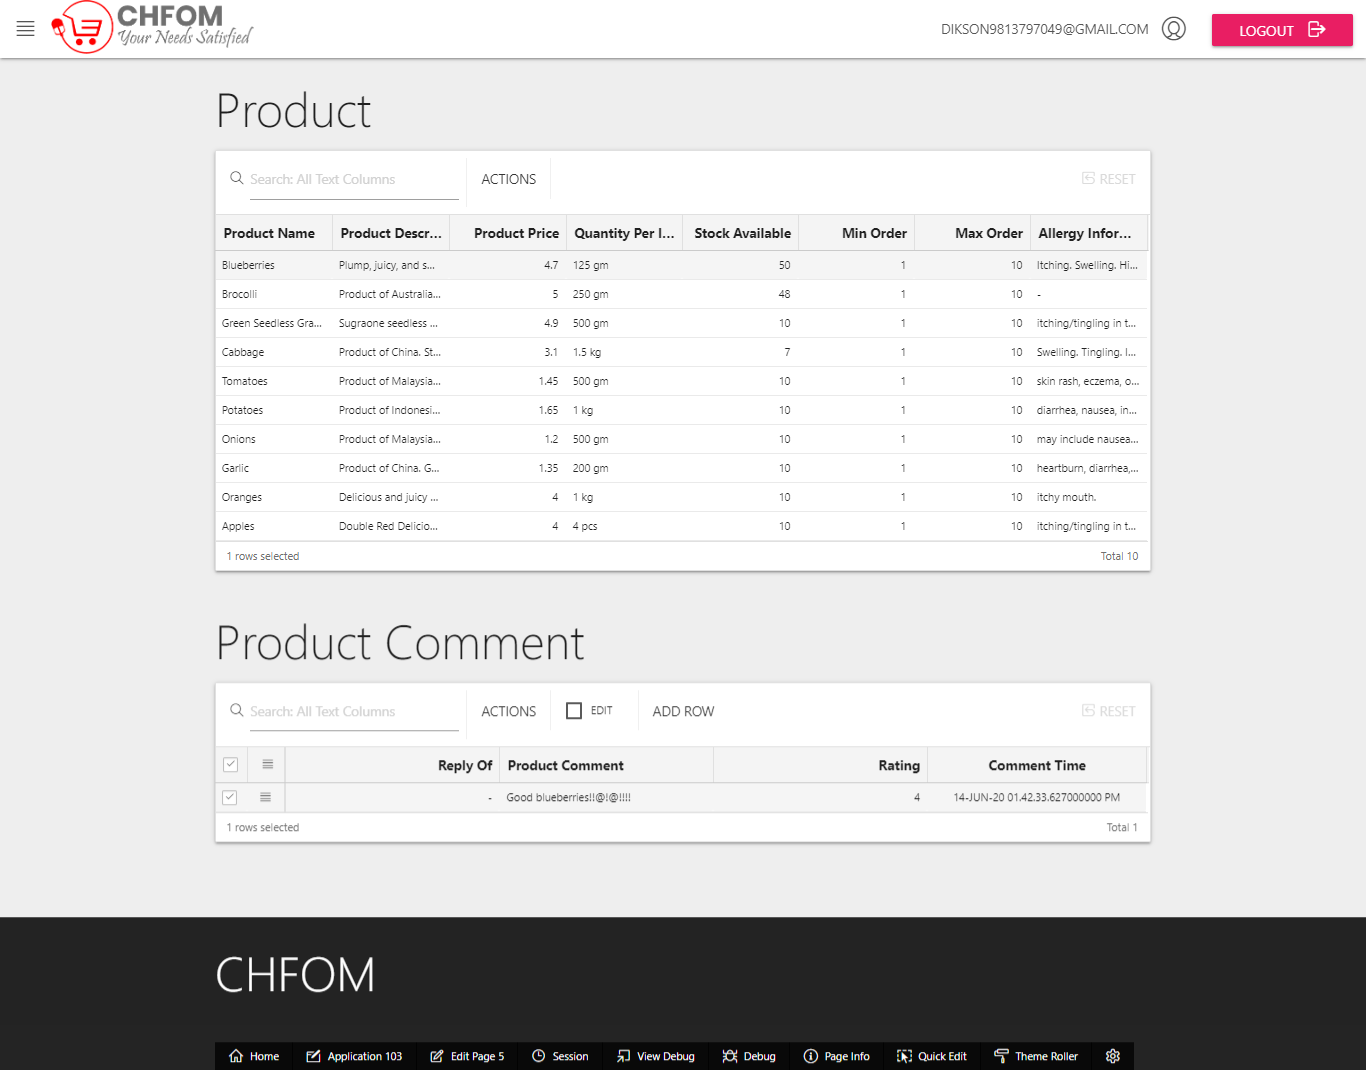 CHFOM
Your Needs Satisfied
DIKSON9813797049@GMAIL.COM
LOGOUT
Product
Search: All Text Columns ACTIONS RESET
Product Name Product Descr... Product Price Quantity Per I... Stock Available Min Order Max Order Allergy Infor...
Blueberries Plump, juicy, and s... 4.7 125 gm 50 1 10 Itching. Swelling. Hi...
Brocolli Product of Australia... 5 250 gm 48 1 10 -
Green Seedless Gra... Sugraone seedless ... 4.9 500 gm 10 1 10 itching/tingling in t...
Cabbage Product of China. St... 3.1 1.5 kg 7 1 10 Swelling. Tingling. I...
Tomatoes Product of Malaysia... 1.45 500 gm 10 1 10 skin rash, eczema, o...
Potatoes Product of Indonesi... 1.65 1 kg 10 1 10 diarrhea, nausea, in...
Onions Product of Malaysia... 1.2 500 gm 10 1 10 may include nausea...
Garlic Product of China. G... 1.35 200 gm 10 1 10 heartburn, diarrhea,...
Oranges Delicious and juicy ... 4 1 kg 10 1 10 itchy mouth.
Apples Double Red Delicio... 4 4 pcs 10 1 10 itching/tingling in t...
1 rows selected Total 10
Product Comment
Search: All Text Columns ACTIONS EDIT ADD ROW RESET
Reply Of Product Comment Rating Comment Time
- Good blueberries!!@!@!!!! 4 14-JUN-20 01.42.33.627000000 PM
1 rows selected Total 1
CHFOM
Home Application 103 Edit Page 5 Session View Debug Debug Page Info Quick Edit Theme Roller